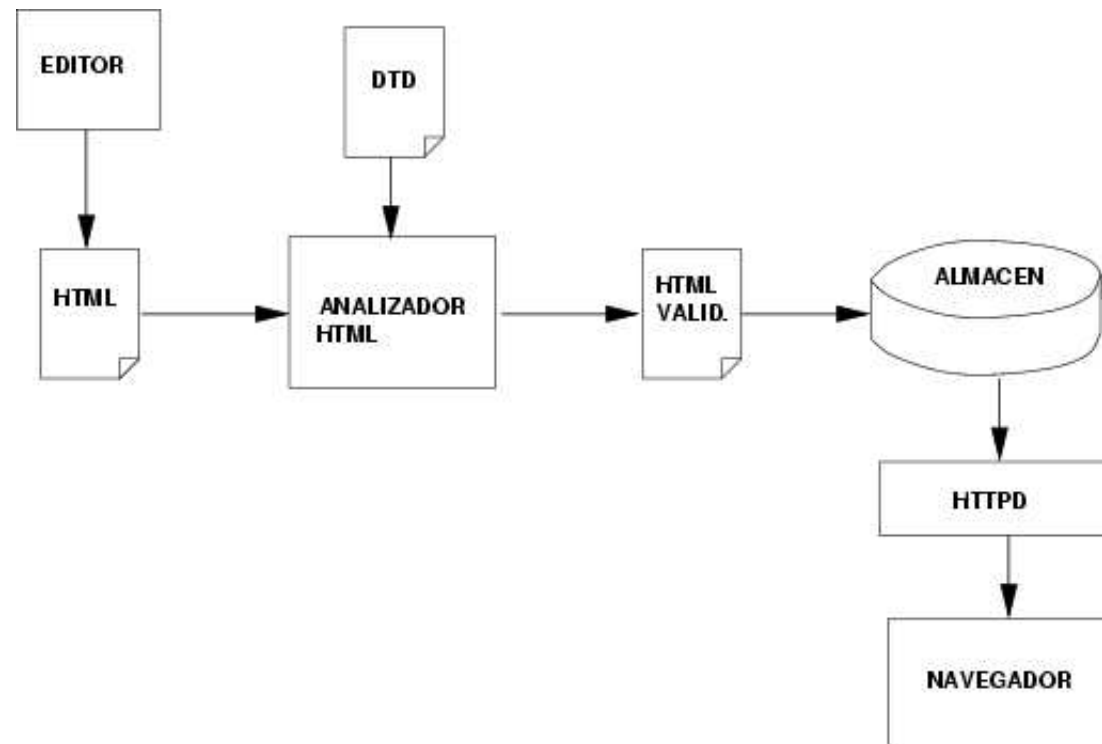 EDITOR
DTD
HTML
ANALIZADOR
HTML
HTML
VALID.
ALMACEN
HTTPD
NAVEGADOR